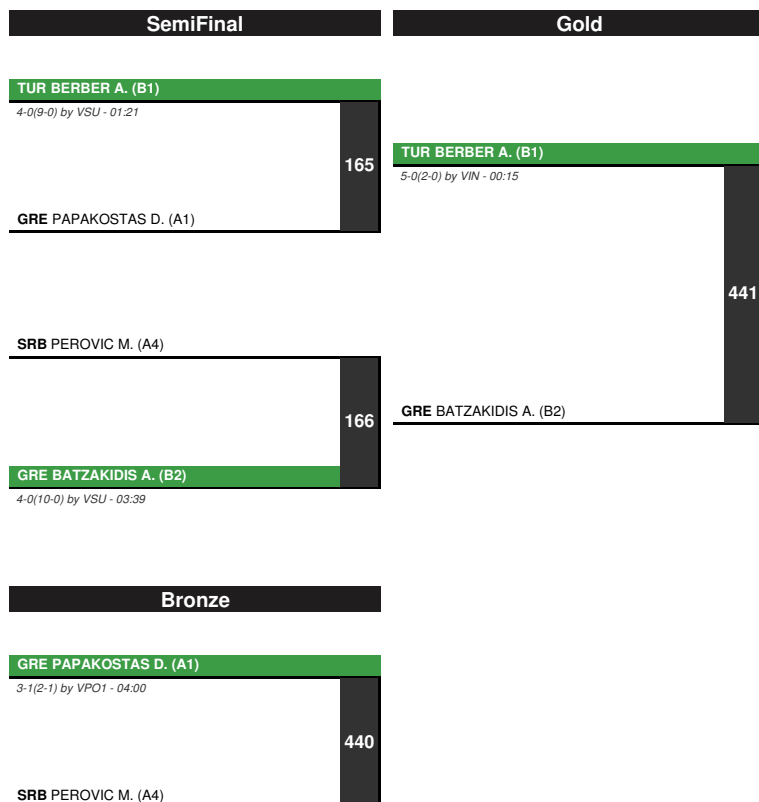 SemiFinal
Gold
TUR BERBER A. (B1)
4-0(9-0) by VSU - 01:21
165
GRE PAPAKOSTAS D. (A1)
TUR BERBER A. (B1)
5-0(2-0) by VIN - 00:15
441
GRE BATZAKIDIS A. (B2)
SRB PEROVIC M. (A4)
166
GRE BATZAKIDIS A. (B2)
4-0(10-0) by VSU - 03:39
Bronze
GRE PAPAKOSTAS D. (A1)
3-1(2-1) by VPO1 - 04:00
440
SRB PEROVIC M. (A4)